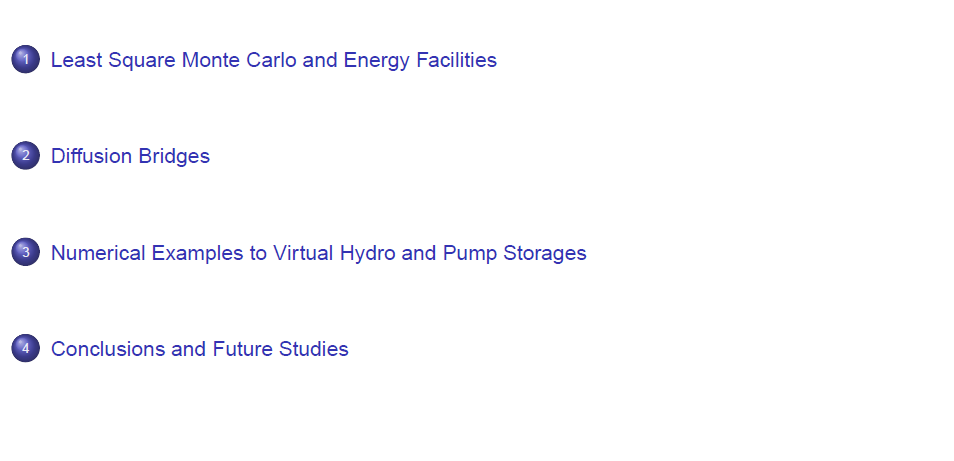 1 Least Square Monte Carlo and Energy Facilities
2 Diffusion Bridges
3 Numerical Examples to Virtual Hydro and Pump Storages
4 Conclusions and Future Studies